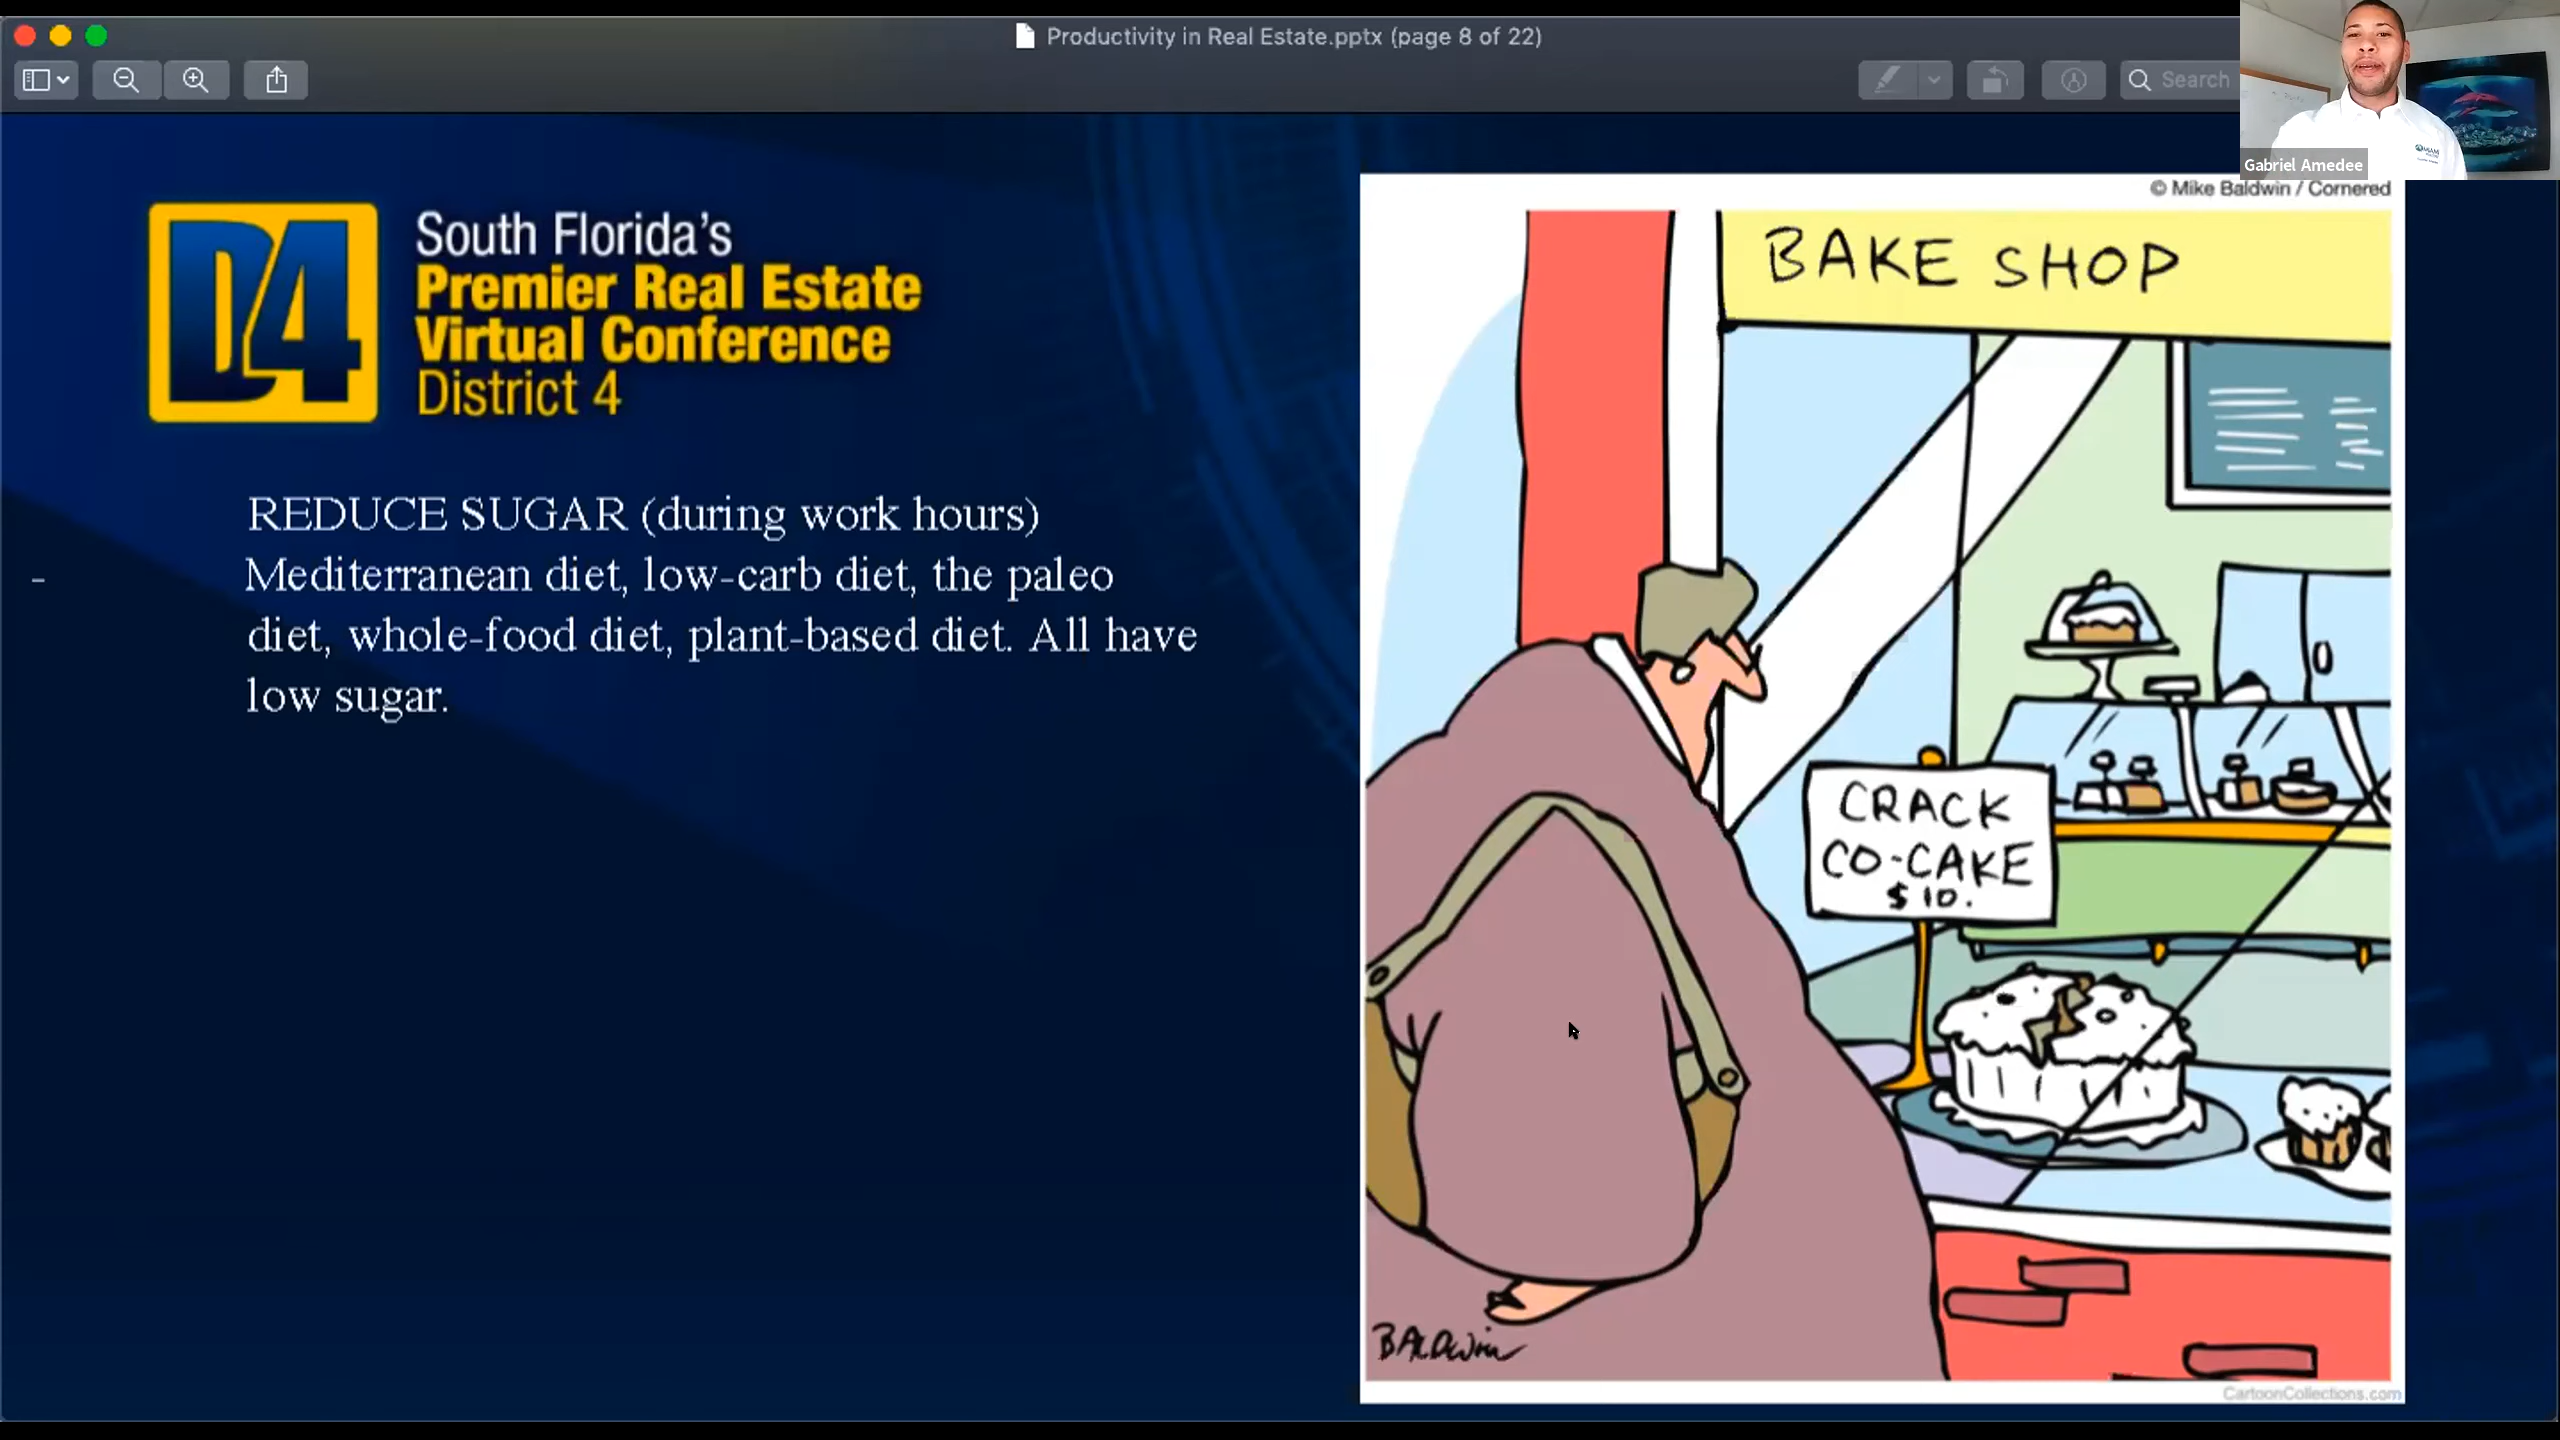 Productivity in Real Estate.pptx (page 8 of 22)
Search
Gabriel Amedee
© Mike Baldwin / Cornered
D4
South Florida's
Premier Real Estate
Virtual Conference
District 4
REDUCE SUGAR (during work hours)
- Mediterranean diet, low-carb diet, the paleo
diet, whole-food diet, plant-based diet. All have
low sugar.
BAKE SHOP
CRACK
CO-CAKE
$10.
BALDWIN
CartoonCollections.com